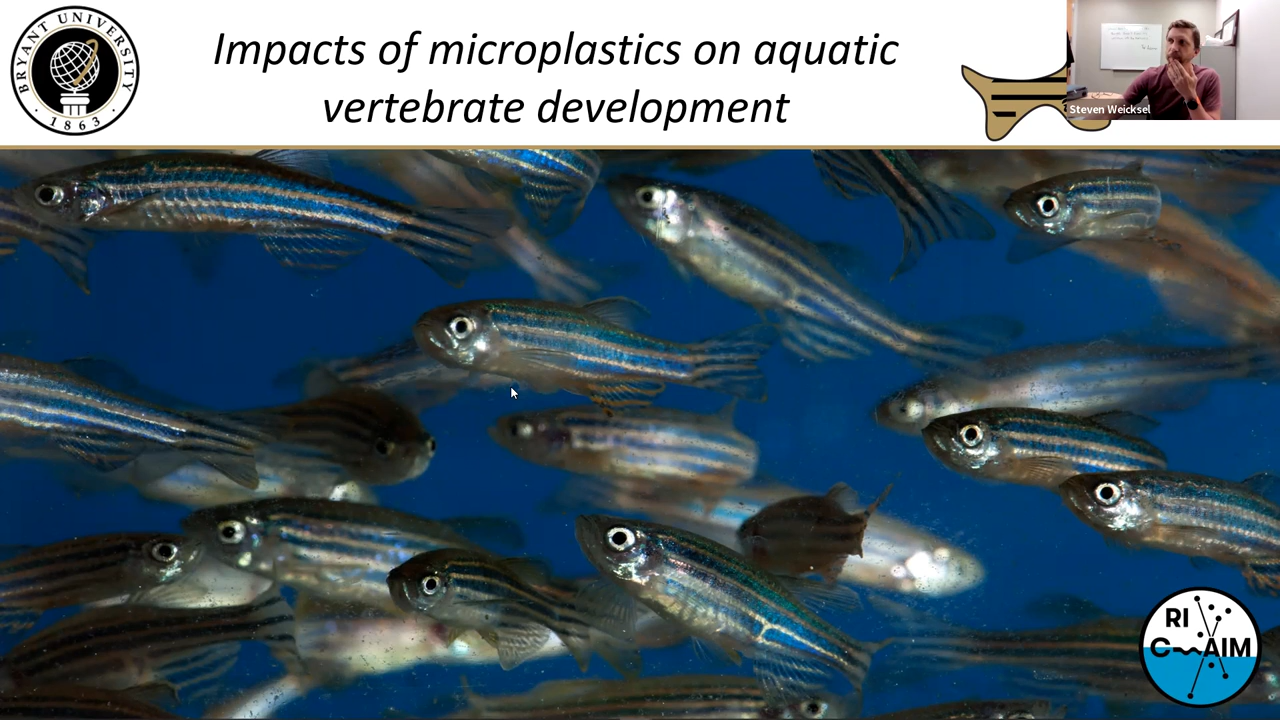 BRYANT UNIVERSITY
· 1863 ·
Impacts of microplastics on aquatic
vertebrate development
Steven Weicksel
RI
C AIM